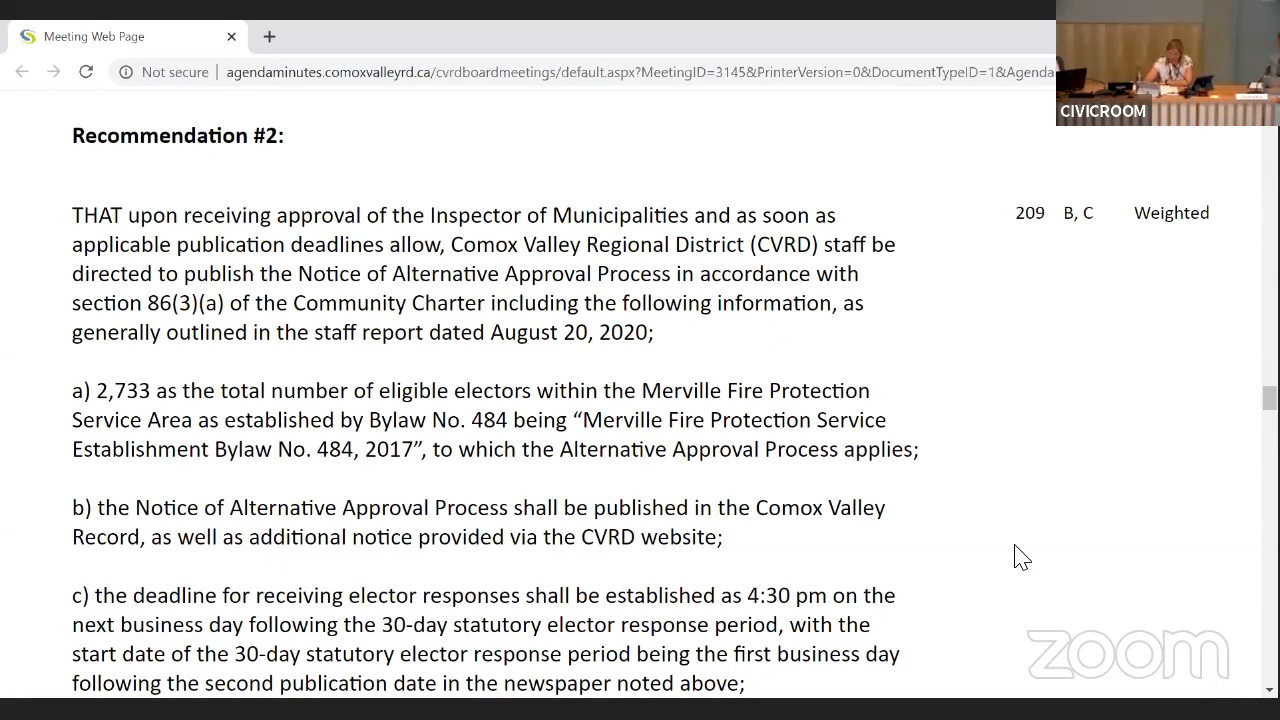 Meeting Web Page
Not secure
agendaminutes.comoxvalleyrd.ca/cvrdboardmeetings/default.aspx?MeetingID=3145&PrinterVersion=0&DocumentTypeID=1&Agenda
CIVICROOM
Recommendation #2:
THAT upon receiving approval of the Inspector of Municipalities and as soon as
209 B, C Weighted
applicable publication deadlines allow, Comox Valley Regional District (CVRD) staff be
directed to publish the Notice of Alternative Approval Process in accordance with
section 86(3)(a) of the Community Charter including the following information, as
generally outlined in the staff report dated August 20, 2020;
a) 2,733 as the total number of eligible electors within the Merville Fire Protection
Service Area as established by Bylaw No. 484 being “Merville Fire Protection Service
Establishment Bylaw No. 484, 2017”, to which the Alternative Approval Process applies;
b) the Notice of Alternative Approval Process shall be published in the Comox Valley
Record, as well as additional notice provided via the CVRD website;
c) the deadline for receiving elector responses shall be established as 4:30 pm on the
next business day following the 30-day statutory elector response period, with the
start date of the 30-day statutory elector response period being the first business day
following the second publication date in the newspaper noted above;
zoom